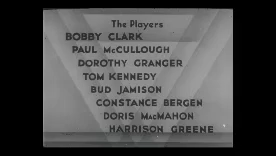 The Players
BOBBY CLARK
PAUL McCULLOUGH
DOROTHY GRANGER
TOM KENNEDY
BUD JAMISON
CONSTANCE BERGEN
DORIS MacMAHON
HARRISON GREENE